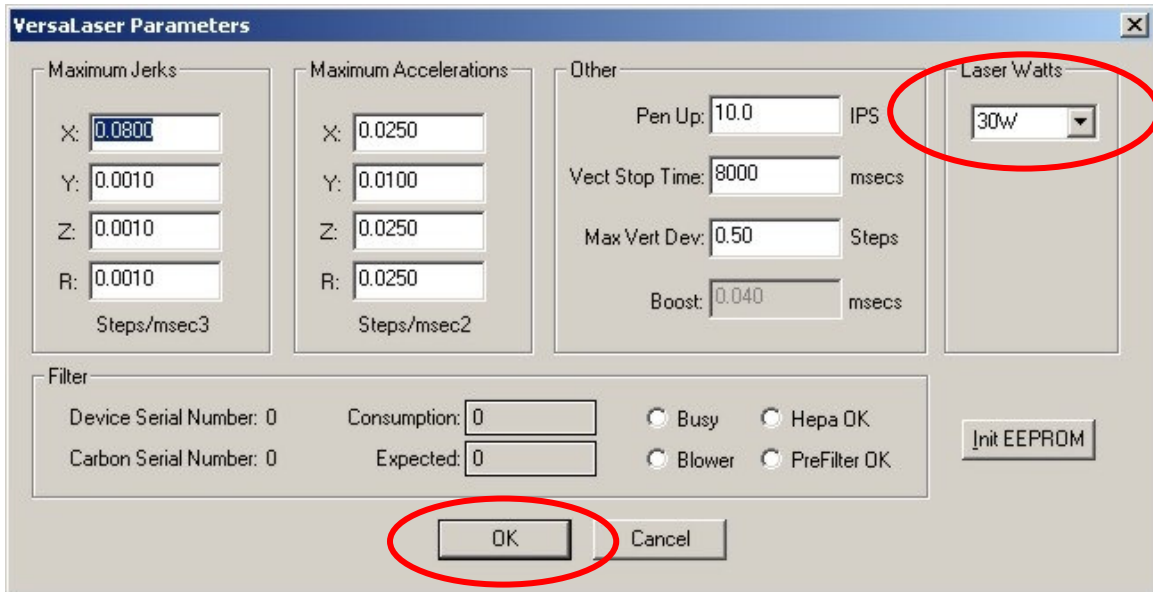 VersaLaser Parameters
Maximum Jerks
X: 0.0800
Y: 0.0010
Z: 0.0010
R: 0.0010
Steps/msec3
Maximum Accelerations
X: 0.0250
Y: 0.0100
Z: 0.0250
R: 0.0250
Steps/msec2
Other
Pen Up: 10.0 IPS
Vect Stop Time: 8000 msecs
Max Vert Dev: 0.50 Steps
Boost: 0.040 msecs
Laser Watts
30W
Filter
Device Serial Number: 0 Consumption: 0 Busy Hepa OK
Carbon Serial Number: 0 Expected: 0 Blower PreFilter OK
Init EEPROM
OK Cancel